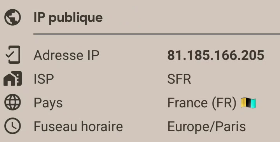 IP publique
Adresse IP 81.185.166.205
ISP SFR
Pays France (FR)
Fuseau horaire Europe/Paris